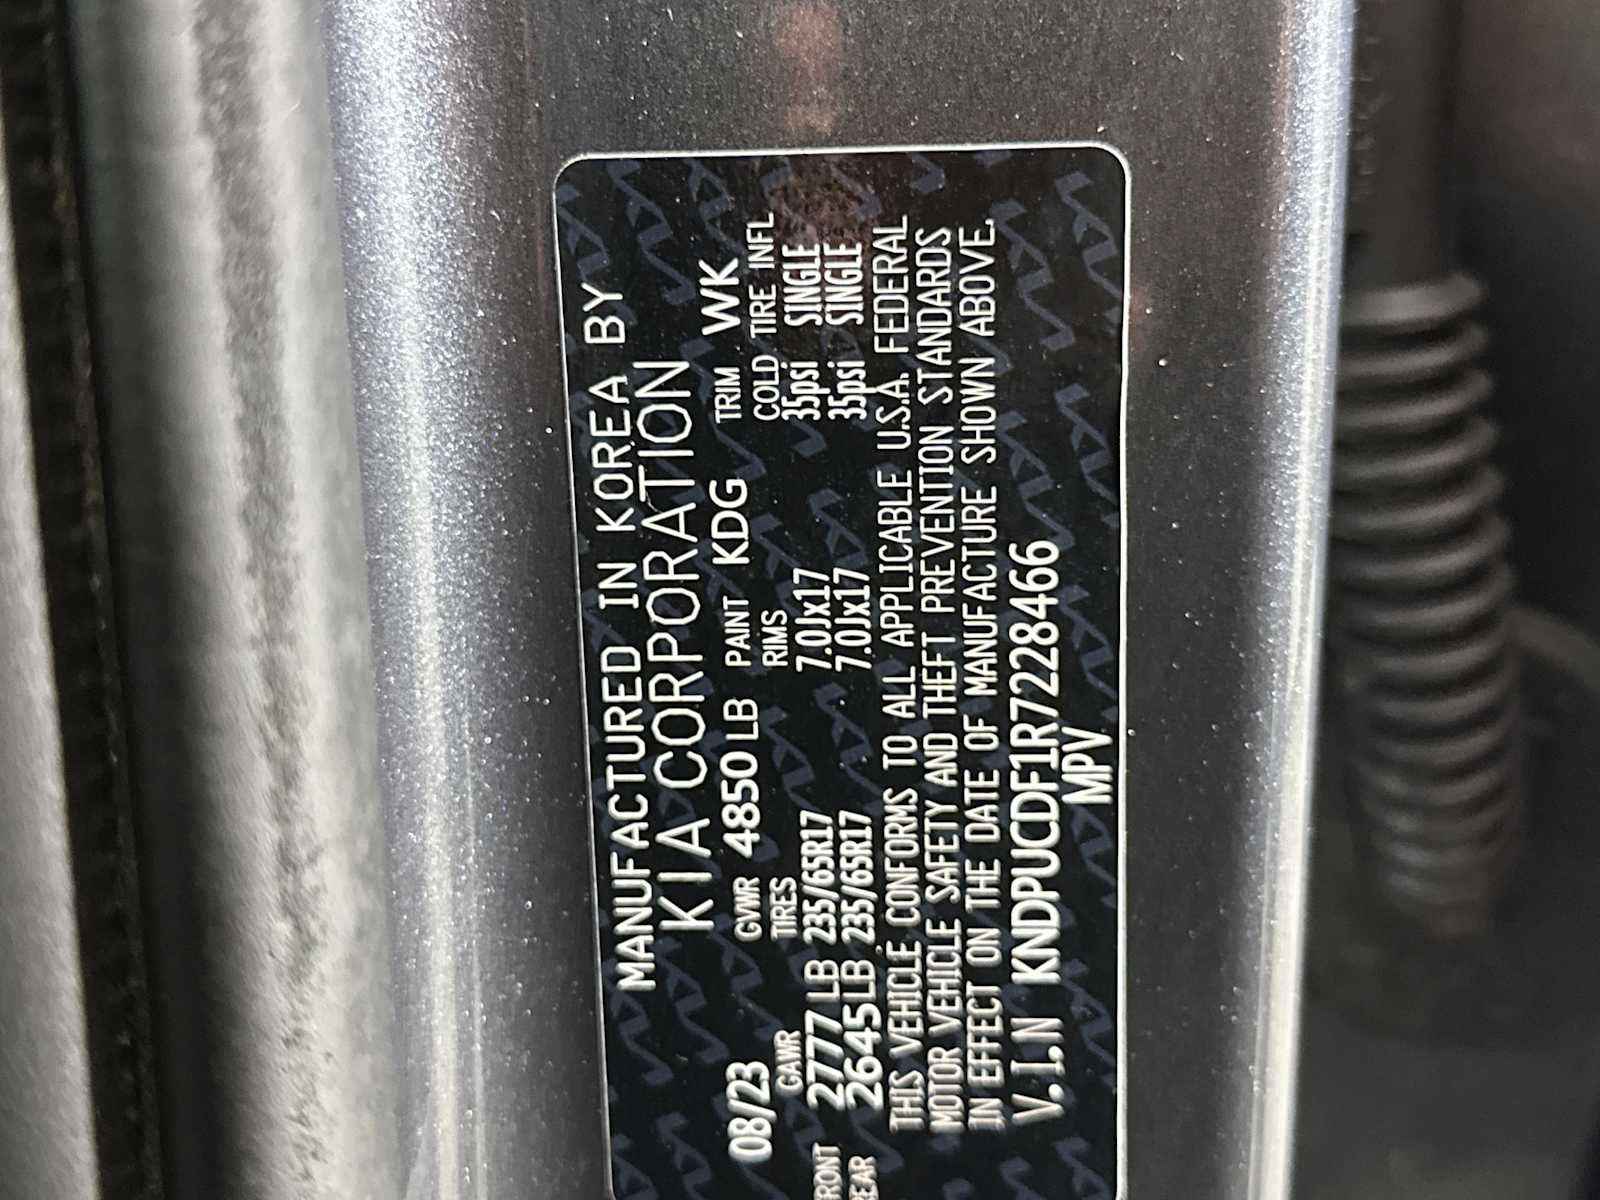 MANUFACTURED IN KOREA BY
KIA CORPORATION
08/23 GVWR 4850 LB PAINT KDG TRIM WK
GAWR TIRES RIMS COLD TIRE INFL
FRONT 2777 LB 235/65R17 7.0Jx17 35psi SINGLE
REAR 2645 LB 235/65R17 7.0Jx17 35psi SINGLE
THIS VEHICLE CONFORMS TO ALL APPLICABLE U.S.A. FEDERAL
MOTOR VEHICLE SAFETY AND THEFT PREVENTION STANDARDS
IN EFFECT ON THE DATE OF MANUFACTURE SHOWN ABOVE.
V.I.N KNDPUCDF1R7228466
MPV